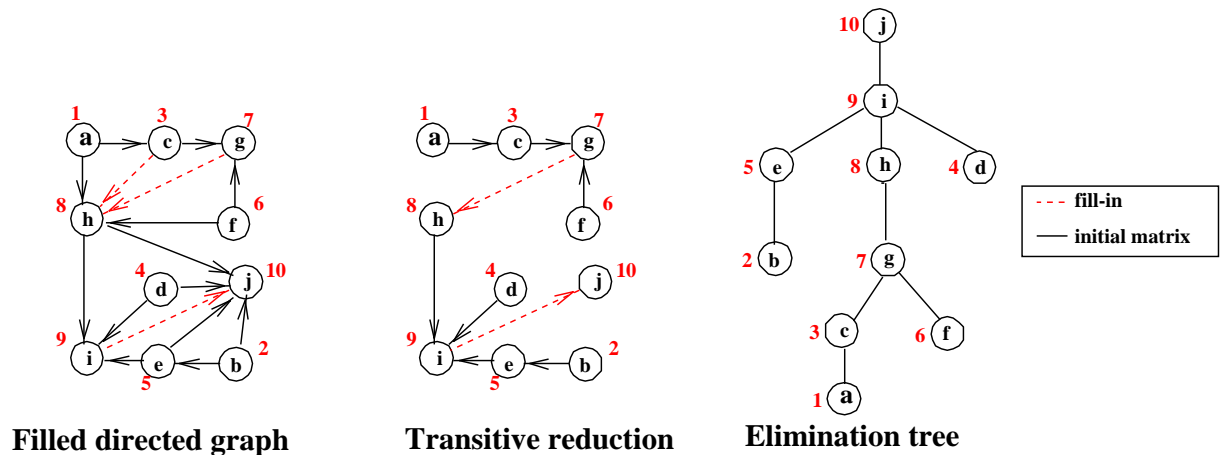 1
3
7
a
c
g
8
6
h
f
4
10
d
j
9
2
i
e
b
5
Filled directed graph
1
3
7
a
c
g
8
6
h
f
4
10
d
j
9
2
i
e
b
5
Transitive reduction
10
j
9
i
5
e
8
h
4
d
2
b
7
g
3
c
6
f
1
a
Elimination tree
fill-in
initial matrix